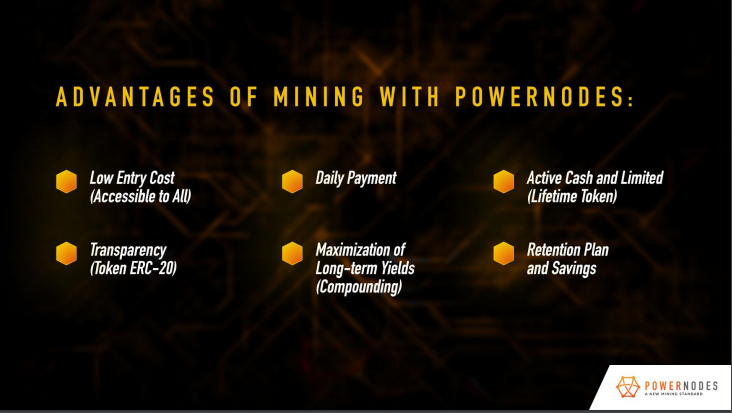 ADVANTAGES OF MINING WITH POWERNODES:
Low Entry Cost
(Accessible to All)
Daily Payment
Active Cash and Limited
(Lifetime Token)
Transparency
(Token ERC-20)
Maximization of
Long-term Yields
(Compounding)
Retention Plan
and Savings
POWERNODES
A NEW MINING STANDARD